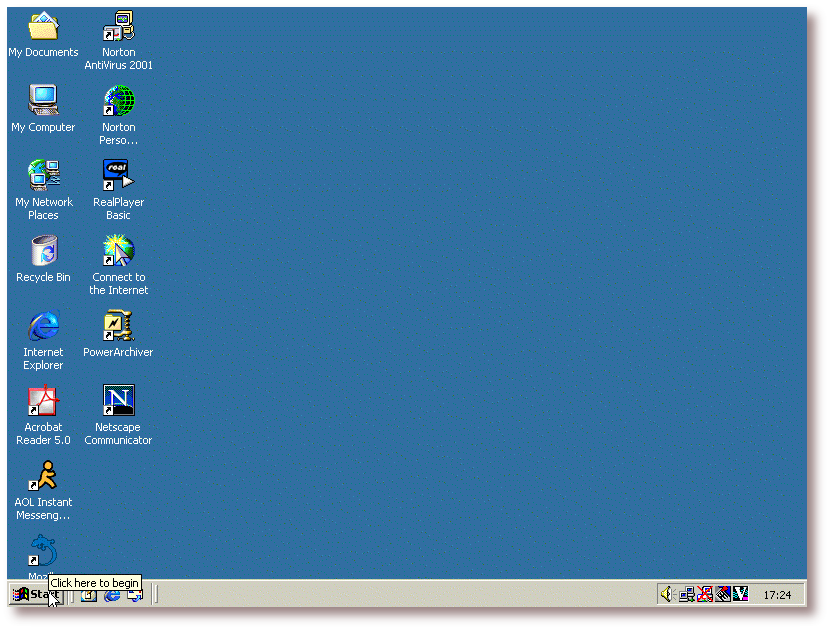 My Documents
Norton
AntiVirus 2001
My Computer
Norton
Perso...
My Network
Places
real
RealPlayer
Basic
Recycle Bin
Connect to
the Internet
Internet
Explorer
PowerArchiver
Acrobat
Reader 5.0
N
Netscape
Communicator
AOL Instant
Messeng...
Click here to begin
Start
17:24